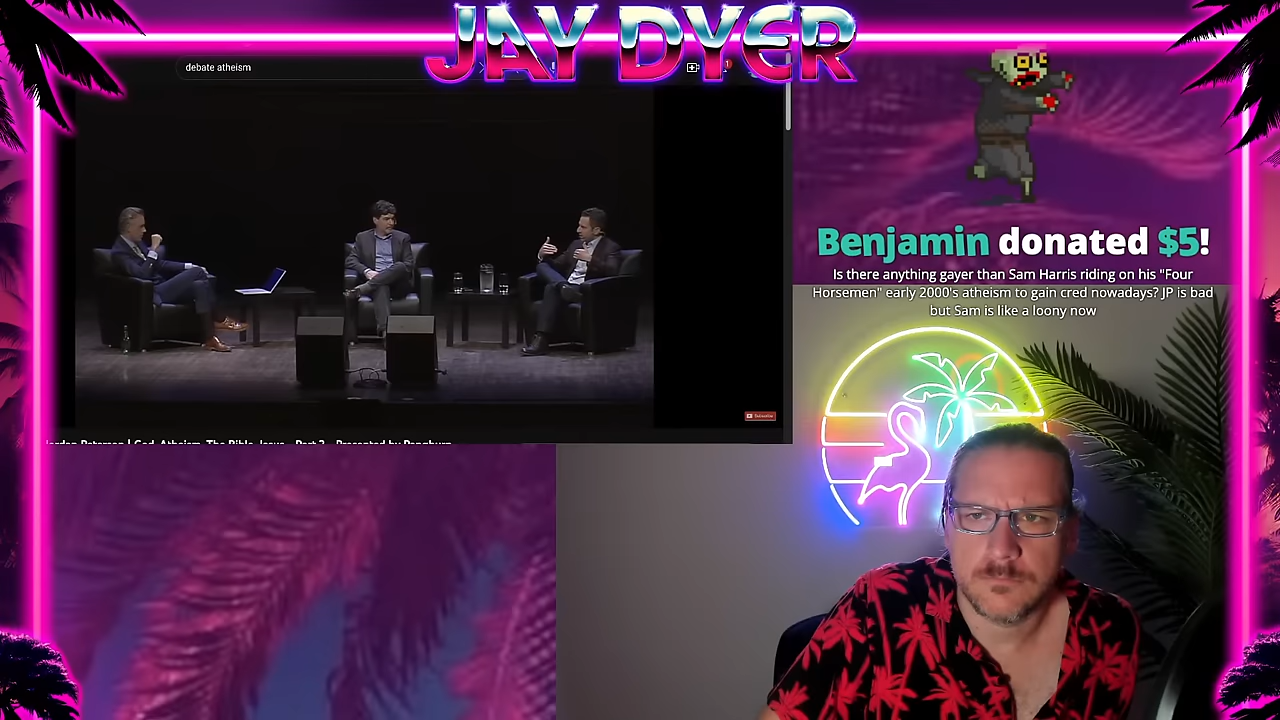 JAY DYER
debate atheism
Benjamin donated $5!
Is there anything gayer than Sam Harris riding on his "Four
Horsemen" early 2000's atheism to gain cred nowadays? JP is bad
but Sam is like a loony now
Subscribe